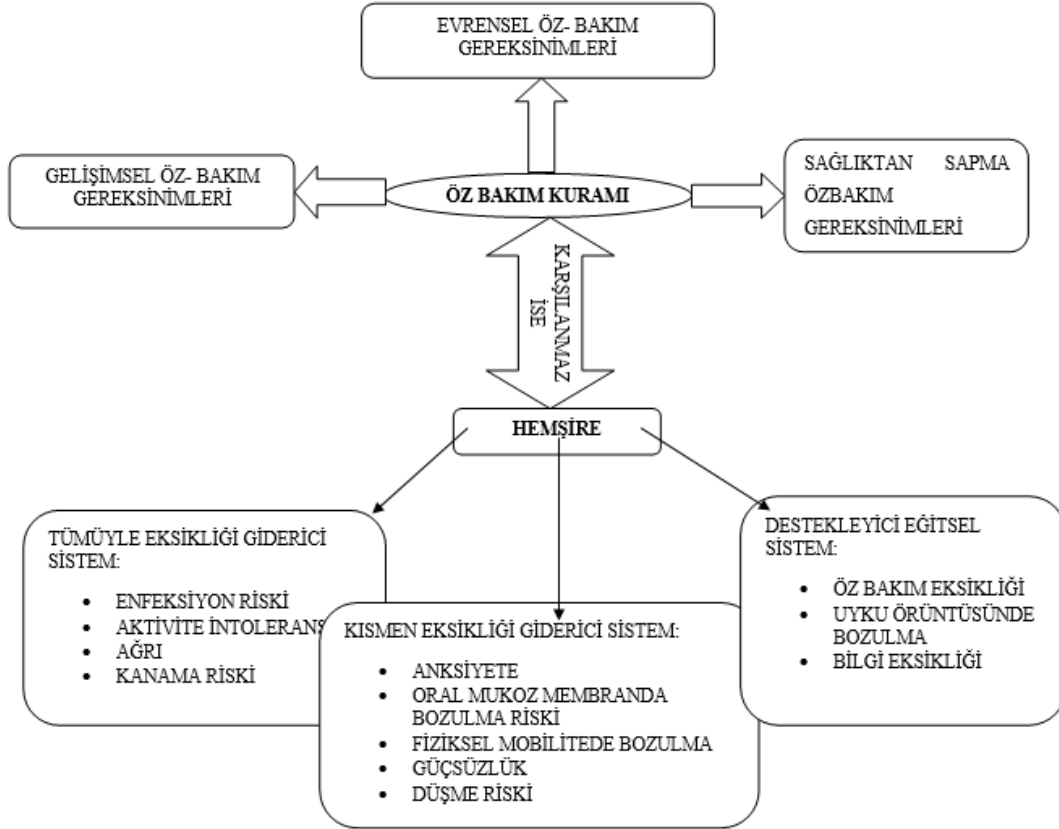 EVRENSEL ÖZ- BAKIM
GEREKSİNİMLERİ
GELİŞİMSEL ÖZ- BAKIM
GEREKSİNİMLERİ
ÖZ BAKIM KURAMI
SAĞLIKTAN SAPMA
ÖZBAKIM
GEREKSİNİMLERİ
KARŞILANMAZ
İSE
HEMŞİRE
TÜMÜYLE EKSİKLİĞİ GİDERİCİ
SİSTEM:
• ENFEKSİYON RİSKİ
• AKTİVİTE İNTOLERANS
• AĞRI
• KANAMA RİSKİ
KISMEN EKSİKLİĞİ GİDERİCİ SİSTEM:
• ANKSİYETE
• ORAL MUKOZ MEMBRANDA
BOZULMA RİSKİ
• FİZİKSEL MOBİLİTEDE BOZULMA
• GÜÇSÜZLÜK
• DÜŞME RİSKİ
DESTEKLEYİCİ EĞİTSEL
SİSTEM:
• ÖZ BAKIM EKSİKLİĞİ
• UYKU ÖRÜNTÜSÜNDE
BOZULMA
• BİLGİ EKSİKLİĞİ